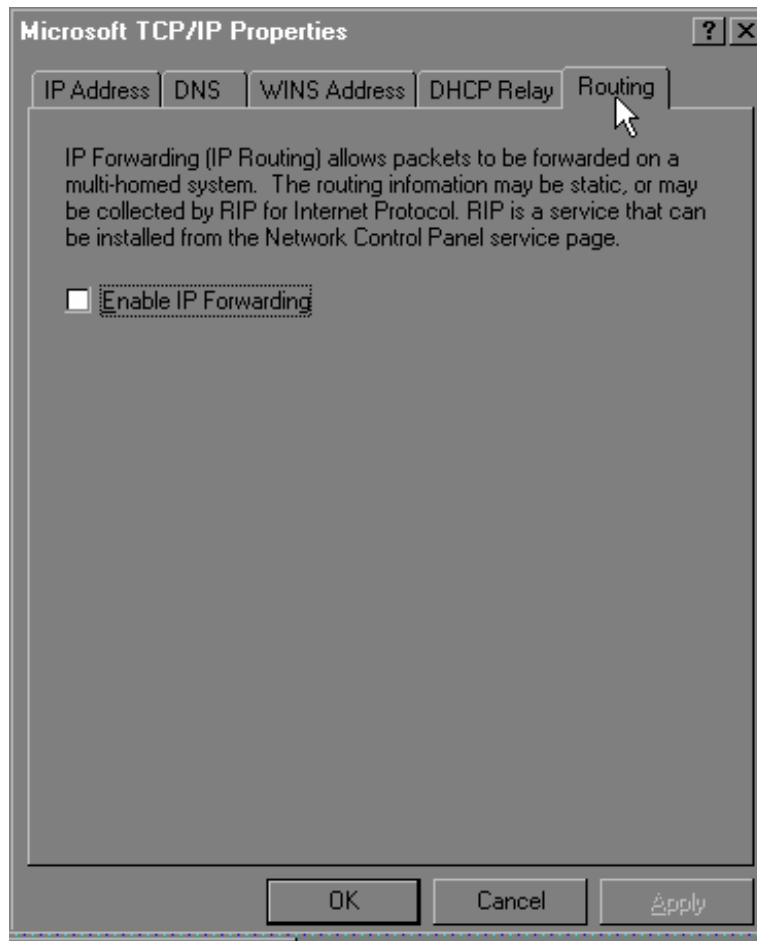 Microsoft TCP/IP Properties
? X
IP Address DNS WINS Address DHCP Relay Routing
IP Forwarding (IP Routing) allows packets to be forwarded on a
multi-homed system. The routing infomation may be static, or may
be collected by RIP for Internet Protocol. RIP is a service that can
be installed from the Network Control Panel service page.
Enable IP Forwarding
OK Cancel Apply